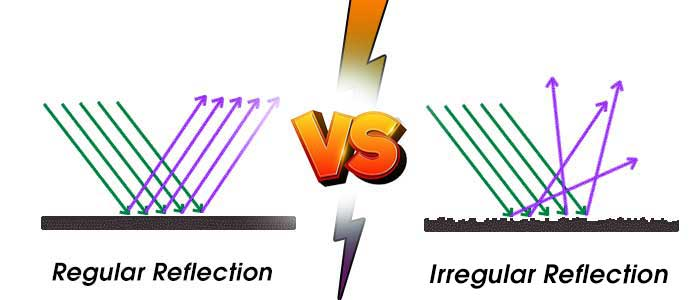 VS
Regular Reflection
Irregular Reflection